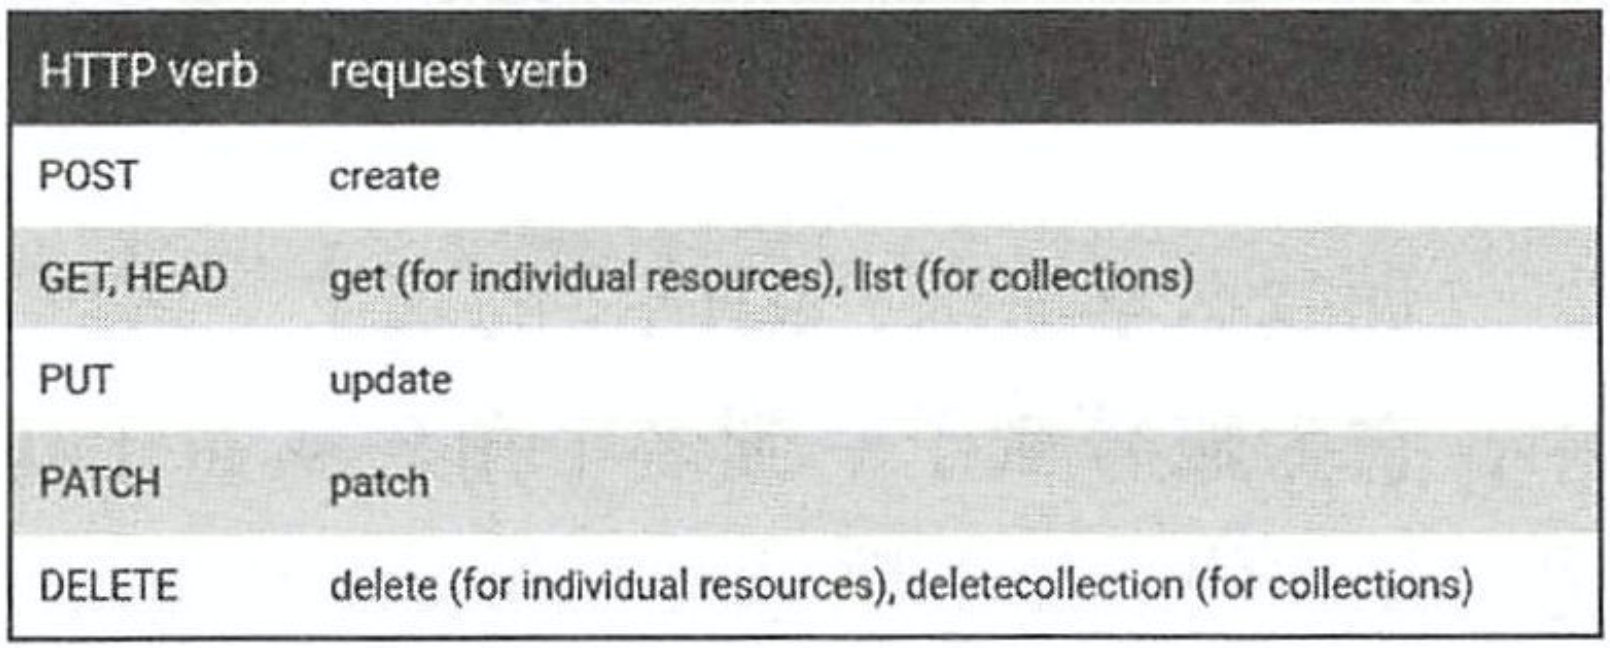 HTTP verb request verb
POST create
GET, HEAD get (for individual resources), list (for collections)
PUT update
PATCH patch
DELETE delete (for individual resources), deletecollection (for collections)